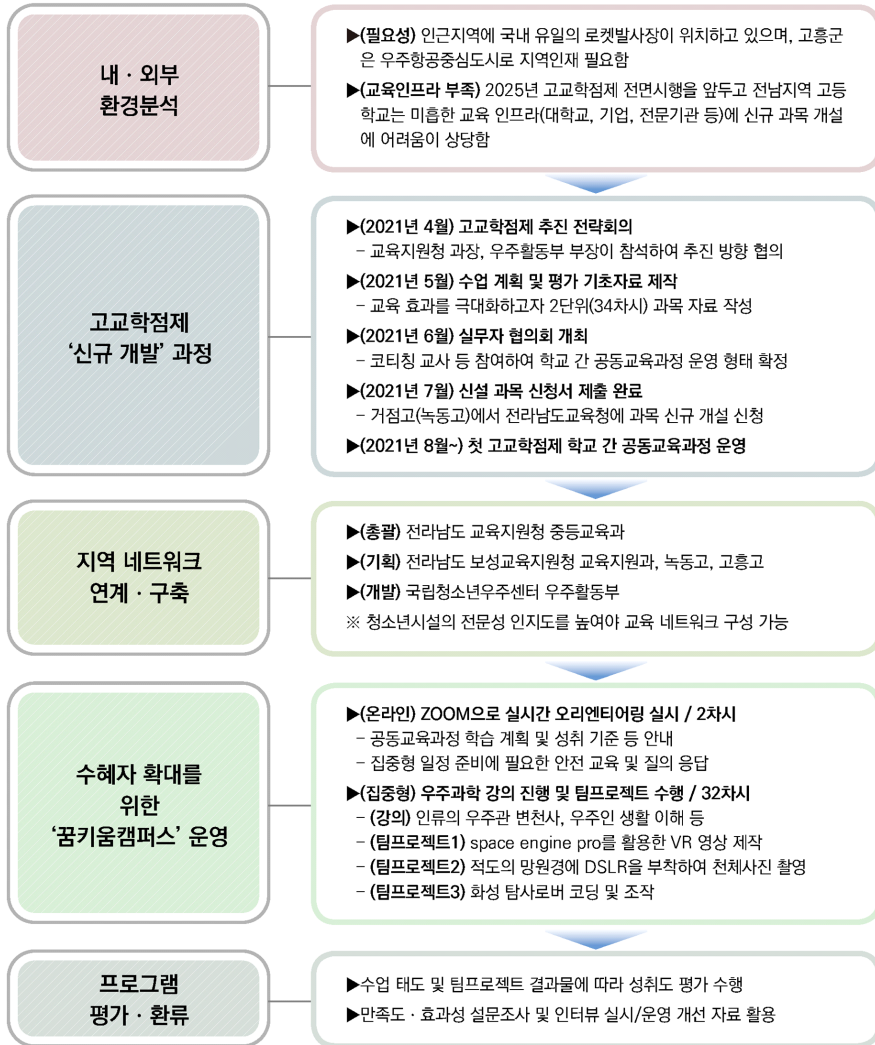 내 · 외부
환경분석
▶(필요성) 인근지역에 국내 유일의 로켓발사장이 위치하고 있으며, 고흥군
은 우주항공중심도시로 지역인재 필요함
▶(교육인프라 부족) 2025년 고교학점제 전면시행을 앞두고 전남지역 고등
학교는 미흡한 교육 인프라(대학교, 기업, 전문기관 등)에 신규 과목 개설
에 어려움이 상당함
고교학점제
‘신규 개발’ 과정
▶(2021년 4월) 고교학점제 추진 전략회의
– 교육지원청 과장, 우주활동부 부장이 참석하여 추진 방향 협의
▶(2021년 5월) 수업 계획 및 평가 기초자료 제작
– 교육 효과를 극대화하고자 2단위(34차시) 과목 자료 작성
▶(2021년 6월) 실무자 협의회 개최
– 코티칭 교사 등 참여하여 학교 간 공동교육과정 운영 형태 확정
▶(2021년 7월) 신설 과목 신청서 제출 완료
– 거점고(녹동고)에서 전라남도교육청에 과목 신규 개설 신청
▶(2021년 8월~) 첫 고교학점제 학교 간 공동교육과정 운영
지역 네트워크
연계 · 구축
▶(총괄) 전라남도 교육지원청 중등교육과
▶(기획) 전라남도 보성교육지원청 교육지원과, 녹동고, 고흥고
▶(개발) 국립청소년우주센터 우주활동부
※ 청소년시설의 전문성 인지도를 높여야 교육 네트워크 구성 가능
수혜자 확대를
위한
‘꿈키움캠퍼스’ 운영
▶(온라인) ZOOM으로 실시간 오리엔티어링 실시 / 2차시
– 공동교육과정 학습 계획 및 성취 기준 등 안내
– 집중형 일정 준비에 필요한 안전 교육 및 질의 응답
▶(집중형) 우주과학 강의 진행 및 팀프로젝트 수행 / 32차시
– (강의) 인류의 우주관 변천사, 우주인 생활 이해 등
– (팀프로젝트1) space engine pro를 활용한 VR 영상 제작
– (팀프로젝트2) 적도의 망원경에 DSLR을 부착하여 천체사진 촬영
– (팀프로젝트3) 화성 탐사로버 코딩 및 조작
프로그램
평가 · 환류
▶수업 태도 및 팀프로젝트 결과물에 따라 성취도 평가 수행
▶만족도 · 효과성 설문조사 및 인터뷰 실시/운영 개선 자료 활용